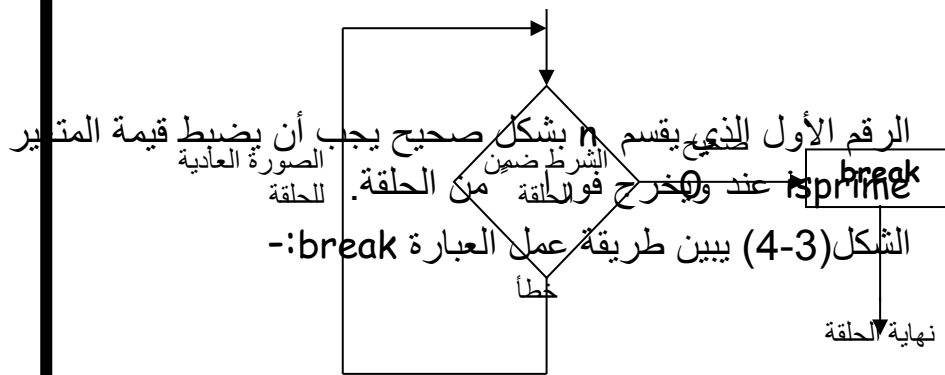 الرقم الأول الذي يقسم n بشكل صحيح يجب أن يضبط قيمة المتغير
isprime عند 0 ويخرج فوراً من الحلقة.
الشكل(3-4) يبين طريقة عمل العبارة break:-
صحيح
الشرط ضمن
الحلقة
الصورة العادية
للحلقة
break
خطأ
نهاية الحلقة